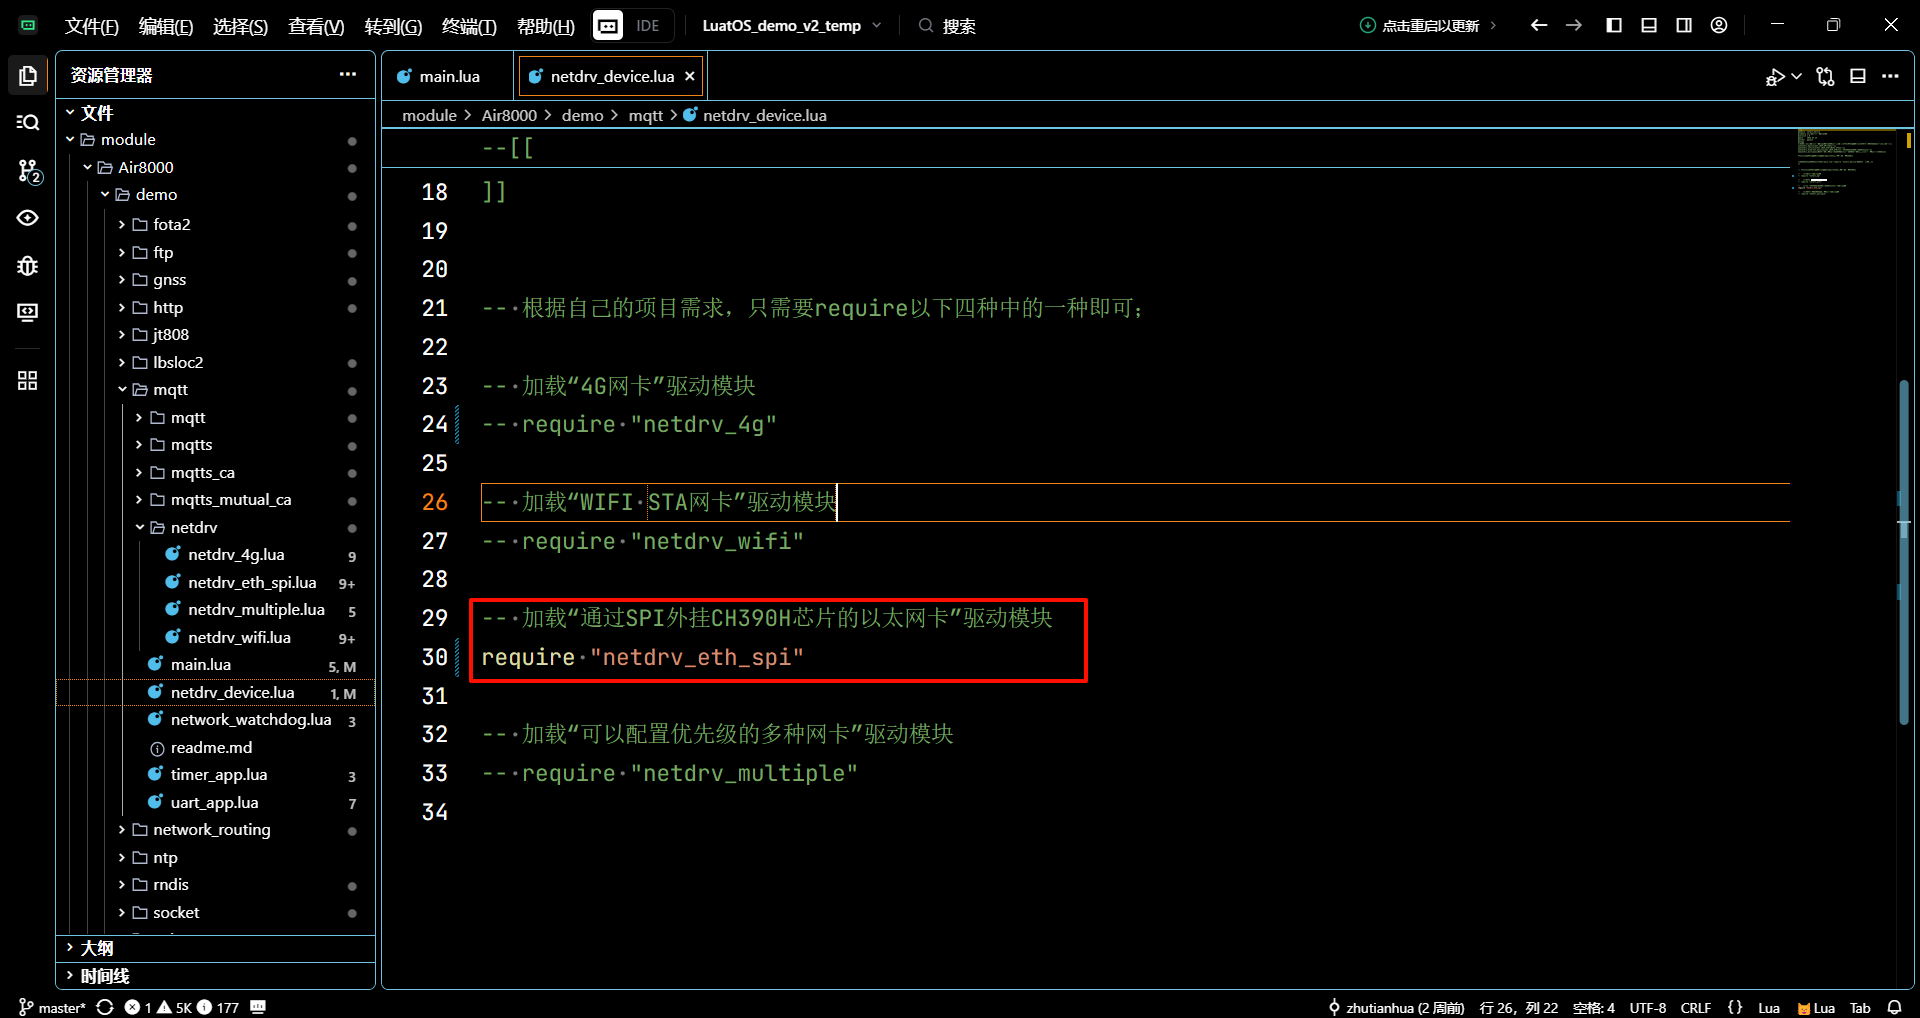 文件(F) 编辑(E) 选择(S) 查看(V) 转到(G) 终端(T) 帮助(H) IDE LuatOS_demo_v2_temp 搜索 点击重启以更新
资源管理器
文件
module
Air8000
demo
fota2
ftp
gnss
http
jt808
lbsloc2
mqtt
mqtt
mqtts
mqtts_ca
mqtts_mutual_ca
netdrv
netdrv_4g.lua 9
netdrv_eth_spi.lua 9+
netdrv_multiple.lua 5
netdrv_wifi.lua 9+
main.lua 5, M
netdrv_device.lua 1, M
network_watchdog.lua 3
readme.md
timer_app.lua 3
uart_app.lua 7
network_routing
ntp
rndis
socket
大纲
时间线
2
main.lua netdrv_device.lua
module > Air8000 > demo > mqtt > netdrv_device.lua
--[[
18 ]]
19
20
21 -- 根据自己的项目需求，只需要require以下四种中的一种即可；
22
23 -- 加载“4G网卡”驱动模块
24 -- require "netdrv_4g"
25
26 -- 加载“WIFI STA网卡”驱动模块
27 -- require "netdrv_wifi"
28
29 -- 加载“通过SPI外挂CH390H芯片的以太网卡”驱动模块
30 require "netdrv_eth_spi"
31
32 -- 加载“可以配置优先级的多种网卡”驱动模块
33 -- require "netdrv_multiple"
34
master* 1 5K 177 zhutianhua (2 周前) 行 26，列 22 空格: 4 UTF-8 CRLF {} Lua Lua Tab